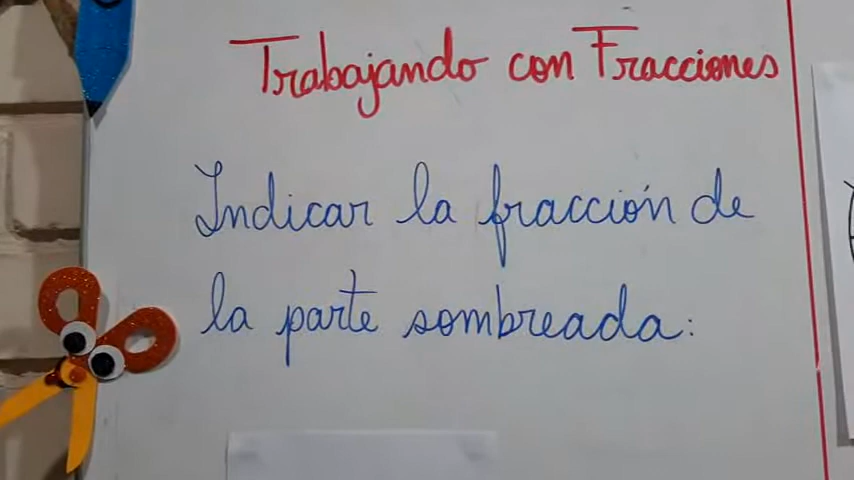 Trabajando con Fracciones
Indicar la fracción de
la parte sombreada: